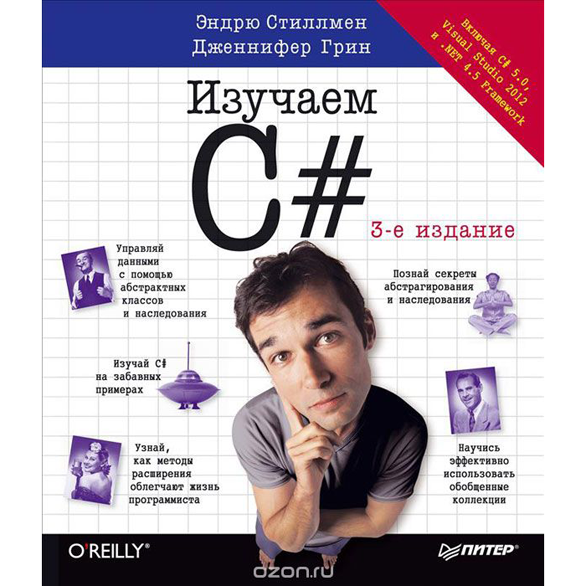 Эндрю Стиллмен
Дженнифер Грин
Включая C# 5.0,
Visual Studio 2012
и .NET 4.5 Framework
Изучаем
C#
3-е издание
Управляй
данными
с помощью
абстрактных
классов
и наследования
Познай секреты
абстрагирования
и наследования
Изучай C#
на забавных
примерах
Узнай,
как методы
расширения
облегчают жизнь
программиста
Научись
эффективно
использовать
обобщенные
коллекции
O'REILLY®
ПИТЕР®
ozon.ru